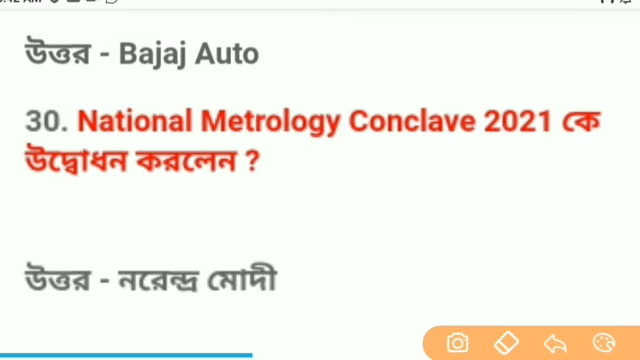 উত্তর - Bajaj Auto
30. National Metrology Conclave 2021 কে
উদ্বোধন করলেন ?
উত্তর - নরেন্দ্র মোদী